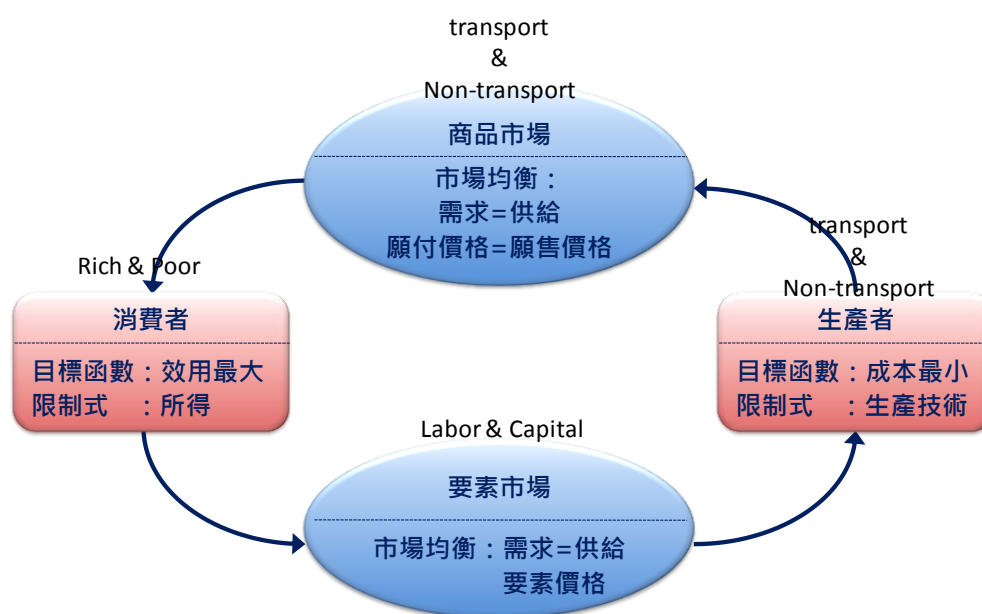 transport
&
Non-transport
商品市場
市場均衡：
需求=供給
願付價格=願售價格
Rich & Poor
消費者
目標函數：效用最大
限制式　：所得
transport
&
Non-transport
生產者
目標函數：成本最小
限制式　：生產技術
Labor & Capital
要素市場
市場均衡：需求=供給
要素價格